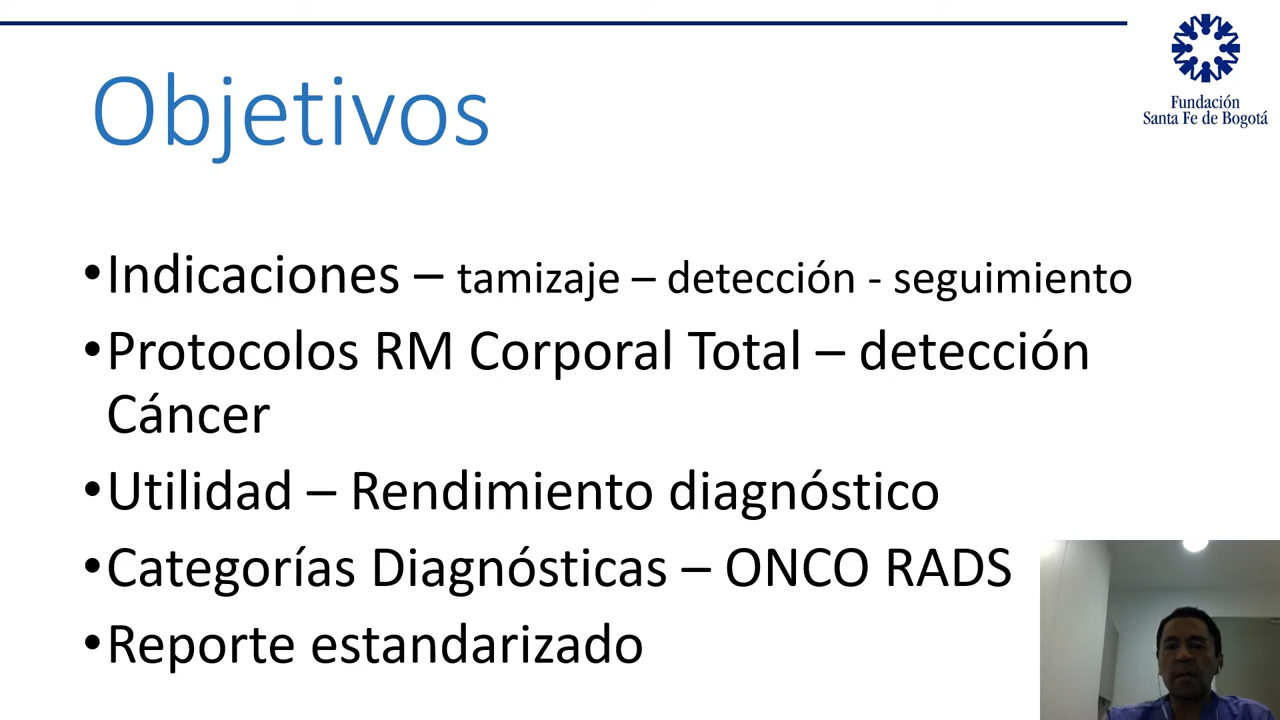 Fundación
Santa Fe de Bogotá
Objetivos
•Indicaciones – tamizaje – detección - seguimiento
•Protocolos RM Corporal Total – detección
Cáncer
•Utilidad – Rendimiento diagnóstico
•Categorías Diagnósticas – ONCO RADS
•Reporte estandarizado